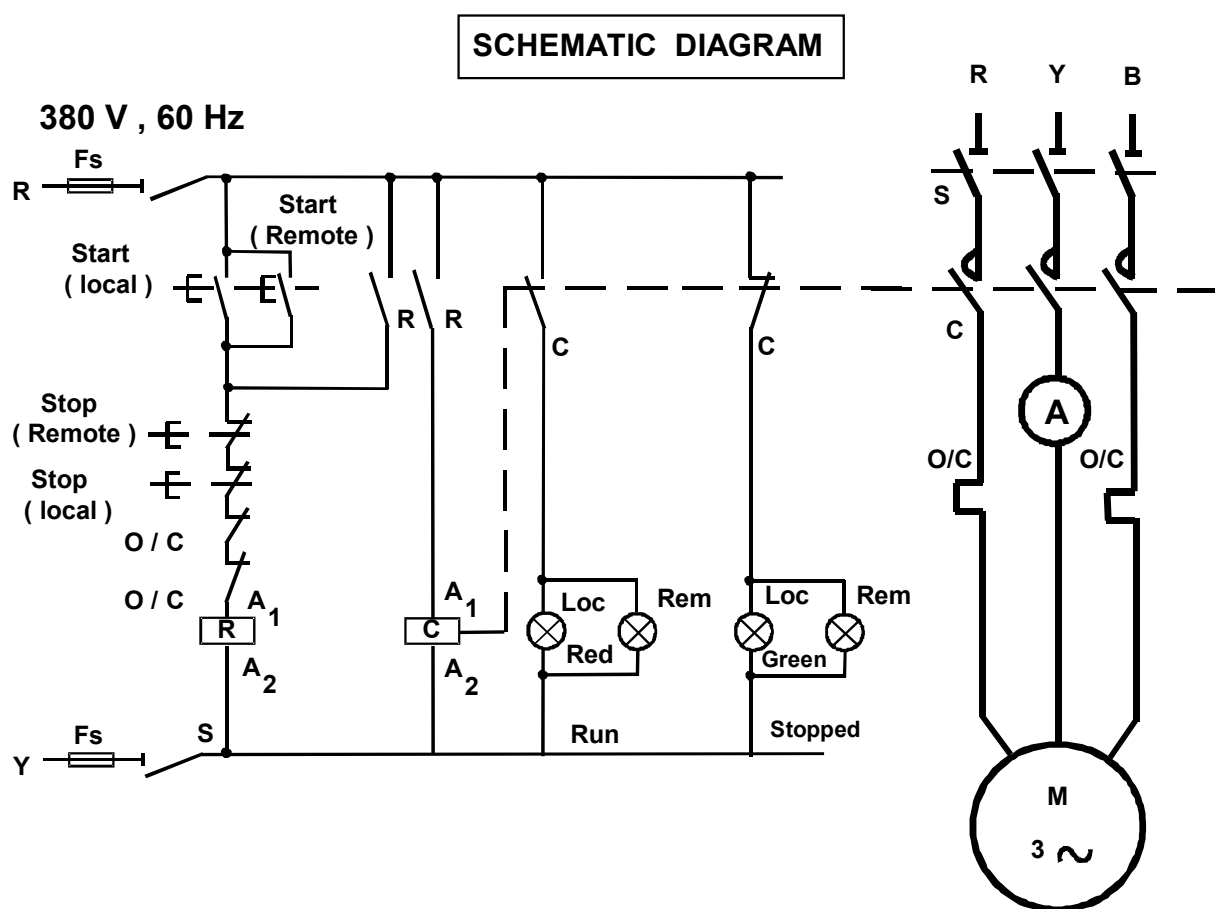 SCHEMATIC DIAGRAM
R Y B
380 V , 60 Hz
Fs
R
S
Start
( Remote )
Start
( local )
R R
C C C
Stop
( Remote )
A
Stop
( local )
O/C O/C
O / C
O / C
A1 A1
R C
A2 A2
Loc Rem
Red
Loc Rem
Green
S
Run
Stopped
Fs
Y
M
3